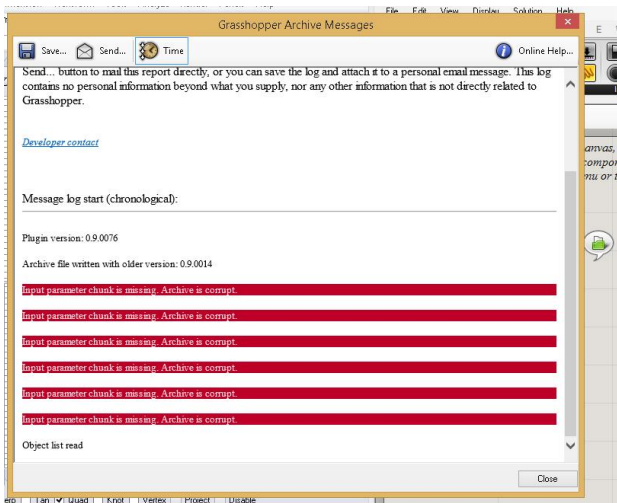 File Edit View Display Solution Help
Grasshopper Archive Messages
Save... Send... Time Online Help...
Send... button to mail this report directly, or you can save the log and attach it to a personal email message. This log
contains no personal information beyond what you supply, nor any other information that is not directly related to
Grasshopper.
Developer contact
Message log start (chronological):
Plugin version: 0.9.0076
Archive file written with older version: 0.9.0014
Input parameter chunk is missing. Archive is corrupt.
Input parameter chunk is missing. Archive is corrupt.
Input parameter chunk is missing. Archive is corrupt.
Input parameter chunk is missing. Archive is corrupt.
Input parameter chunk is missing. Archive is corrupt.
Input parameter chunk is missing. Archive is corrupt.
Object list read
Close
Tan Quad Knot Vertex Project Disable